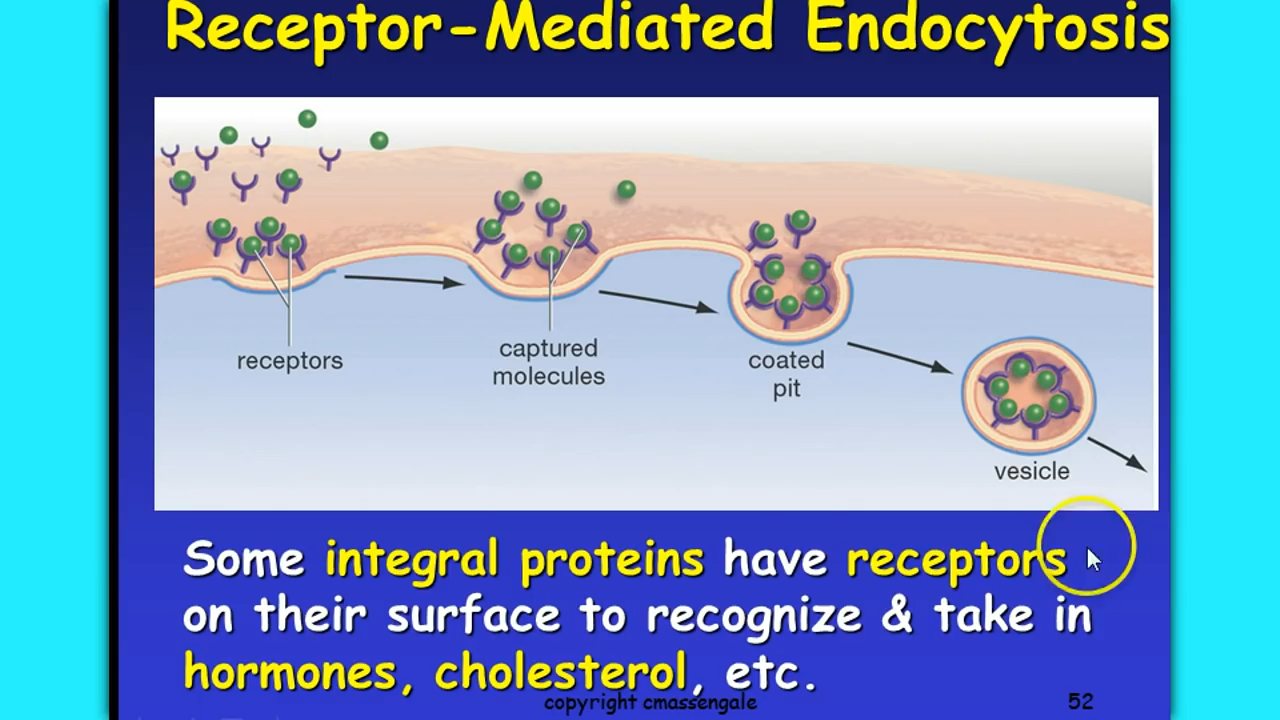 Receptor-Mediated Endocytosis
receptors
captured
molecules
coated
pit
vesicle
Some integral proteins have receptors
on their surface to recognize & take in
hormones, cholesterol, etc.
copyright cmassengale
52